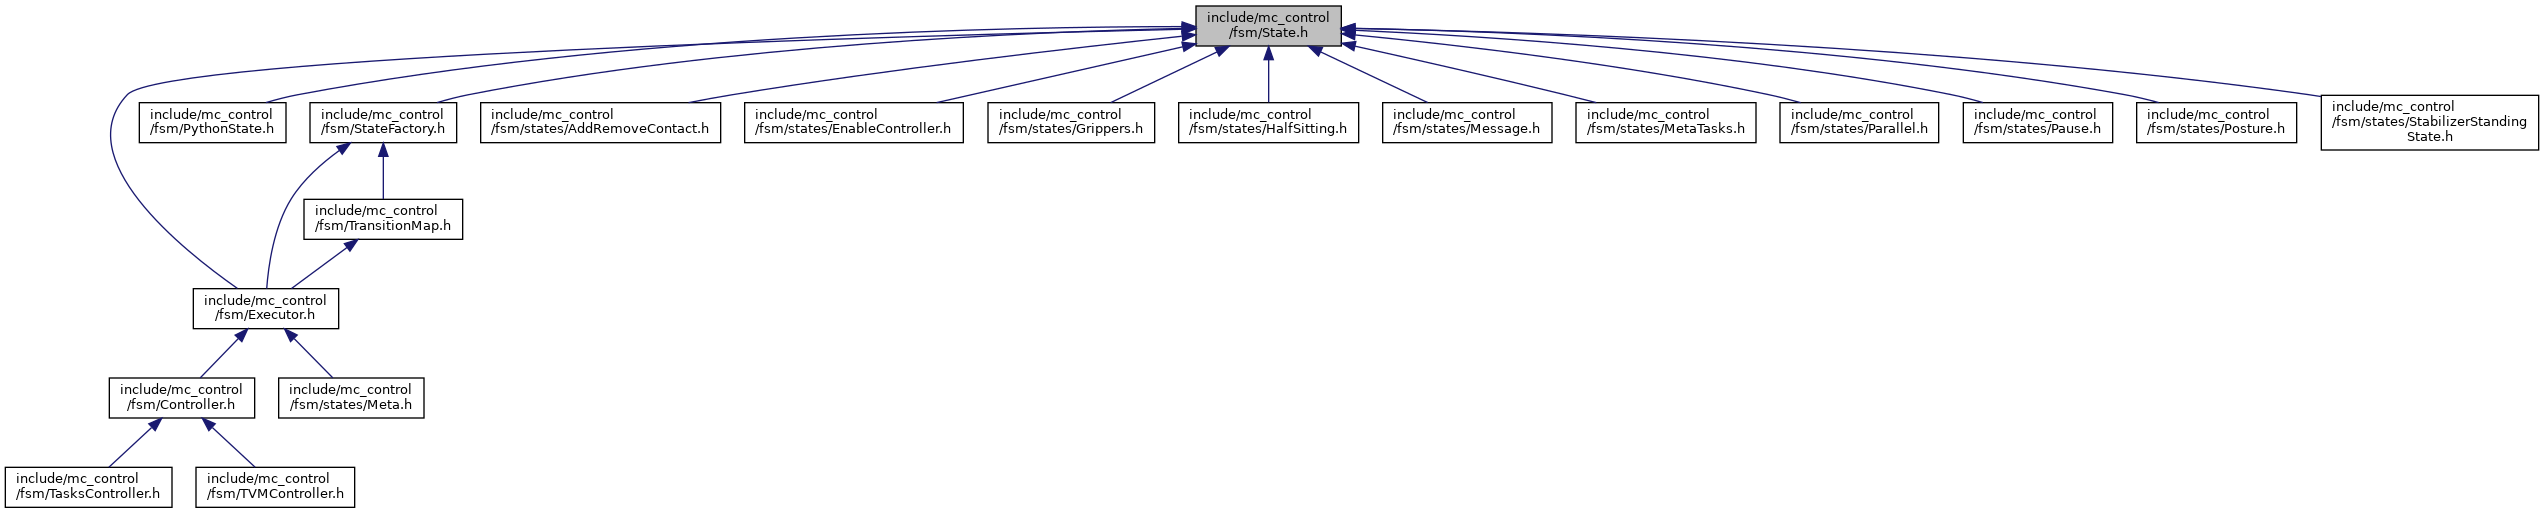 include/mc_control
/fsm/State.h
include/mc_control
/fsm/PythonState.h
include/mc_control
/fsm/StateFactory.h
include/mc_control
/fsm/states/AddRemoveContact.h
include/mc_control
/fsm/states/EnableController.h
include/mc_control
/fsm/states/Grippers.h
include/mc_control
/fsm/states/HalfSitting.h
include/mc_control
/fsm/states/Message.h
include/mc_control
/fsm/states/MetaTasks.h
include/mc_control
/fsm/states/Parallel.h
include/mc_control
/fsm/states/Pause.h
include/mc_control
/fsm/states/Posture.h
include/mc_control
/fsm/states/StabilizerStanding
State.h
include/mc_control
/fsm/TransitionMap.h
include/mc_control
/fsm/Executor.h
include/mc_control
/fsm/Controller.h
include/mc_control
/fsm/states/Meta.h
include/mc_control
/fsm/TasksController.h
include/mc_control
/fsm/TVMController.h